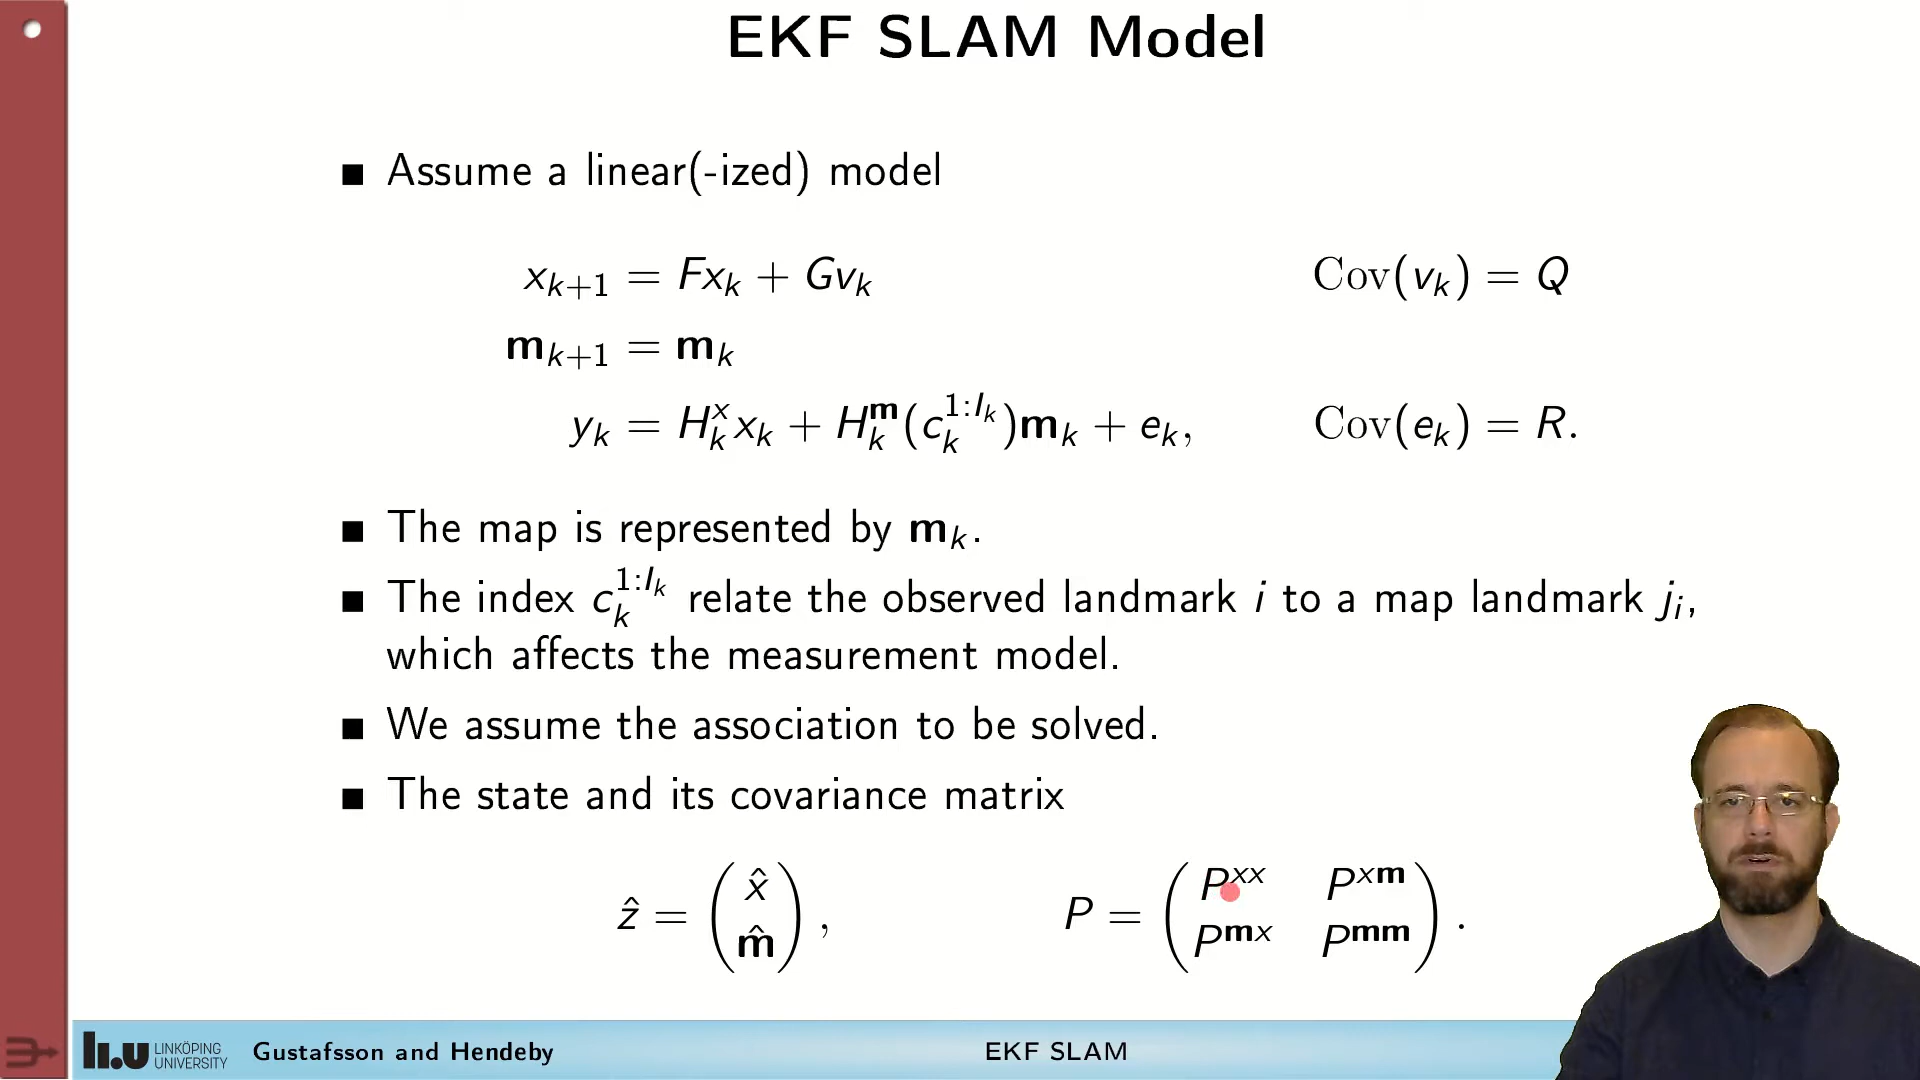 EKF SLAM Model
■ Assume a linear(-ized) model
x_{k+1} = Fx_k + Gv_k    Cov(v_k) = Q
𝐦_{k+1} = 𝐦_k
y_k = H_k^x x_k + H_k^𝐦(c_k^{1:I_k})𝐦_k + e_k,    Cov(e_k) = R.
■ The map is represented by 𝐦_k.
■ The index c_k^{1:I_k} relate the observed landmark i to a map landmark j_i,
which affects the measurement model.
■ We assume the association to be solved.
■ The state and its covariance matrix
ẑ = (x̂ ; 𝐦̂),    P = (P^{xx} P^{x𝐦} ; P^{𝐦x} P^{𝐦𝐦}).
LI.U LINKÖPING UNIVERSITY    Gustafsson and Hendeby    EKF SLAM